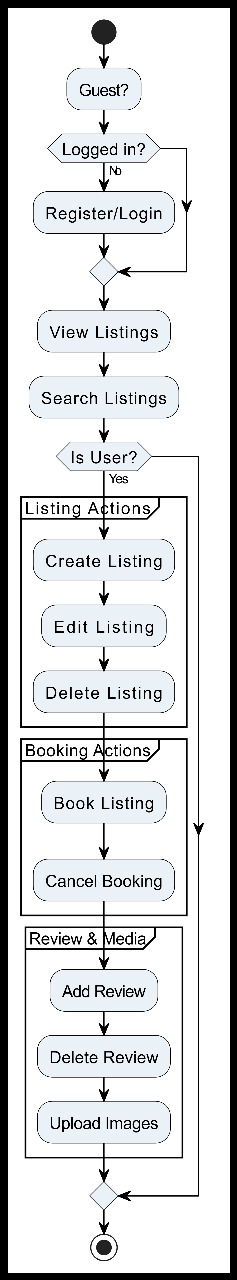 Guest?
Logged in?
No
Register/Login
View Listings
Search Listings
Is User?
Yes
Listing Actions
Create Listing
Edit Listing
Delete Listing
Booking Actions
Book Listing
Cancel Booking
Review & Media
Add Review
Delete Review
Upload Images